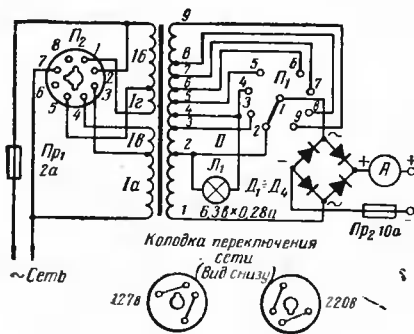 П₂
8
1
7
2
6
3
5
4
Пр₁
2а
~ Сеть
Iб
Iг
Iв
Iа
9
8
7
6
5
4
3
2
1
II
Л₁
6,3в×0,28а
П₁
5
6
4
7
3
8
2
1
9
~
−
+
~
Д₁÷Д₄
А
+
−
Пр₂ 10а
Колодка переключения
сети
(Вид снизу)
127в
220в